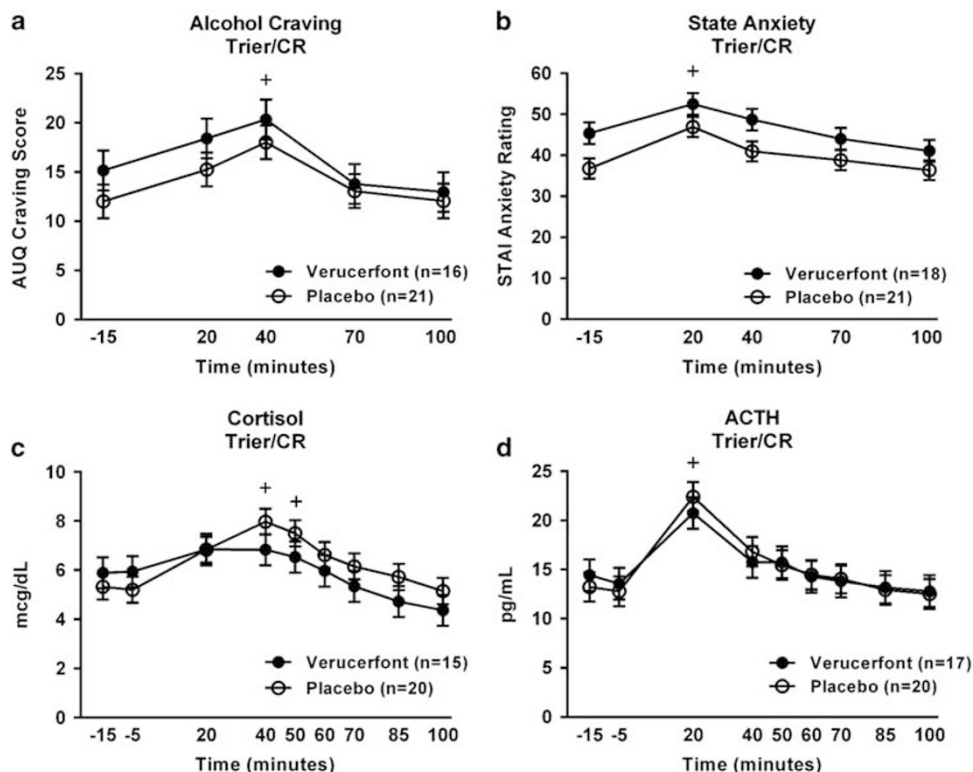 a
Alcohol Craving
Trier/CR
AUQ Craving Score
25
20
15
10
5
0
+
Verucerfont (n=16)
Placebo (n=21)
-15 20 40 70 100
Time (minutes)
b
State Anxiety
Trier/CR
STAI Anxiety Rating
60
50
40
30
20
10
0
+
Verucerfont (n=18)
Placebo (n=21)
-15 20 40 70 100
Time (minutes)
c
Cortisol
Trier/CR
mcg/dL
10
8
6
4
2
0
+ +
Verucerfont (n=15)
Placebo (n=20)
-15 -5 20 40 50 60 70 85 100
Time (minutes)
d
ACTH
Trier/CR
pg/mL
25
20
15
10
5
0
+
Verucerfont (n=17)
Placebo (n=20)
-15 -5 20 40 50 60 70 85 100
Time (minutes)